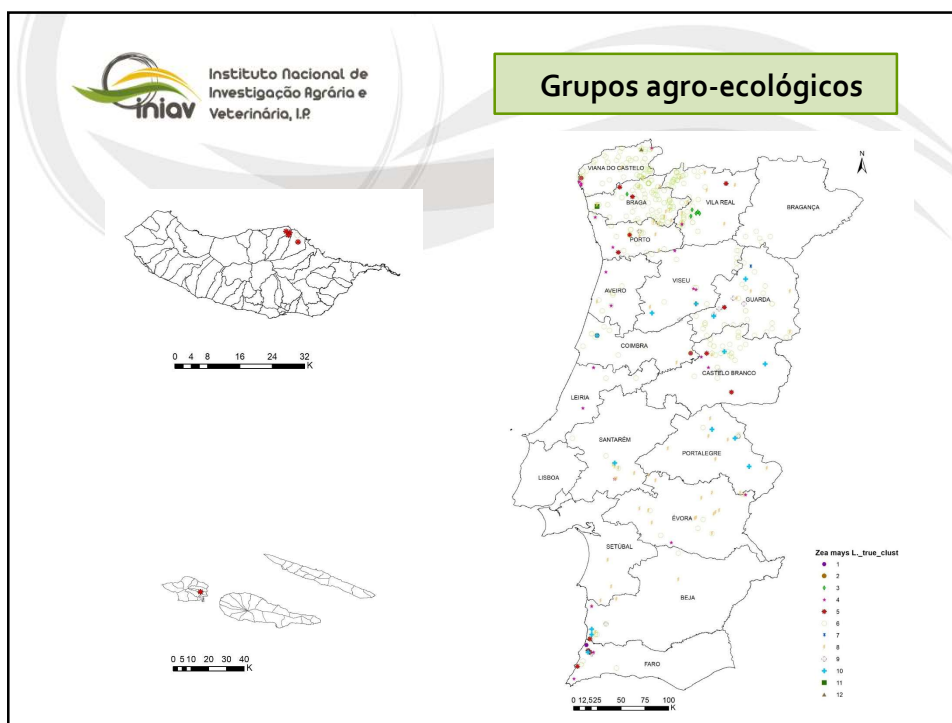 Instituto Nacional de
Investigação Agrária e
Veterinária, I.P.
iniav
Grupos agro-ecológicos
N
VIANA DO CASTELO
BRAGA
VILA REAL
BRAGANÇA
PORTO
AVEIRO
VISEU
GUARDA
COIMBRA
CASTELO BRANCO
LEIRIA
SANTARÉM
PORTALEGRE
LISBOA
ÉVORA
SETÚBAL
BEJA
FARO
0 4 8 16 24 32
K
0 5 10 20 30 40
K
0 12,525 50 75 100
K
Zea mays L._true_clust
1
2
3
4
5
6
7
8
9
10
11
12